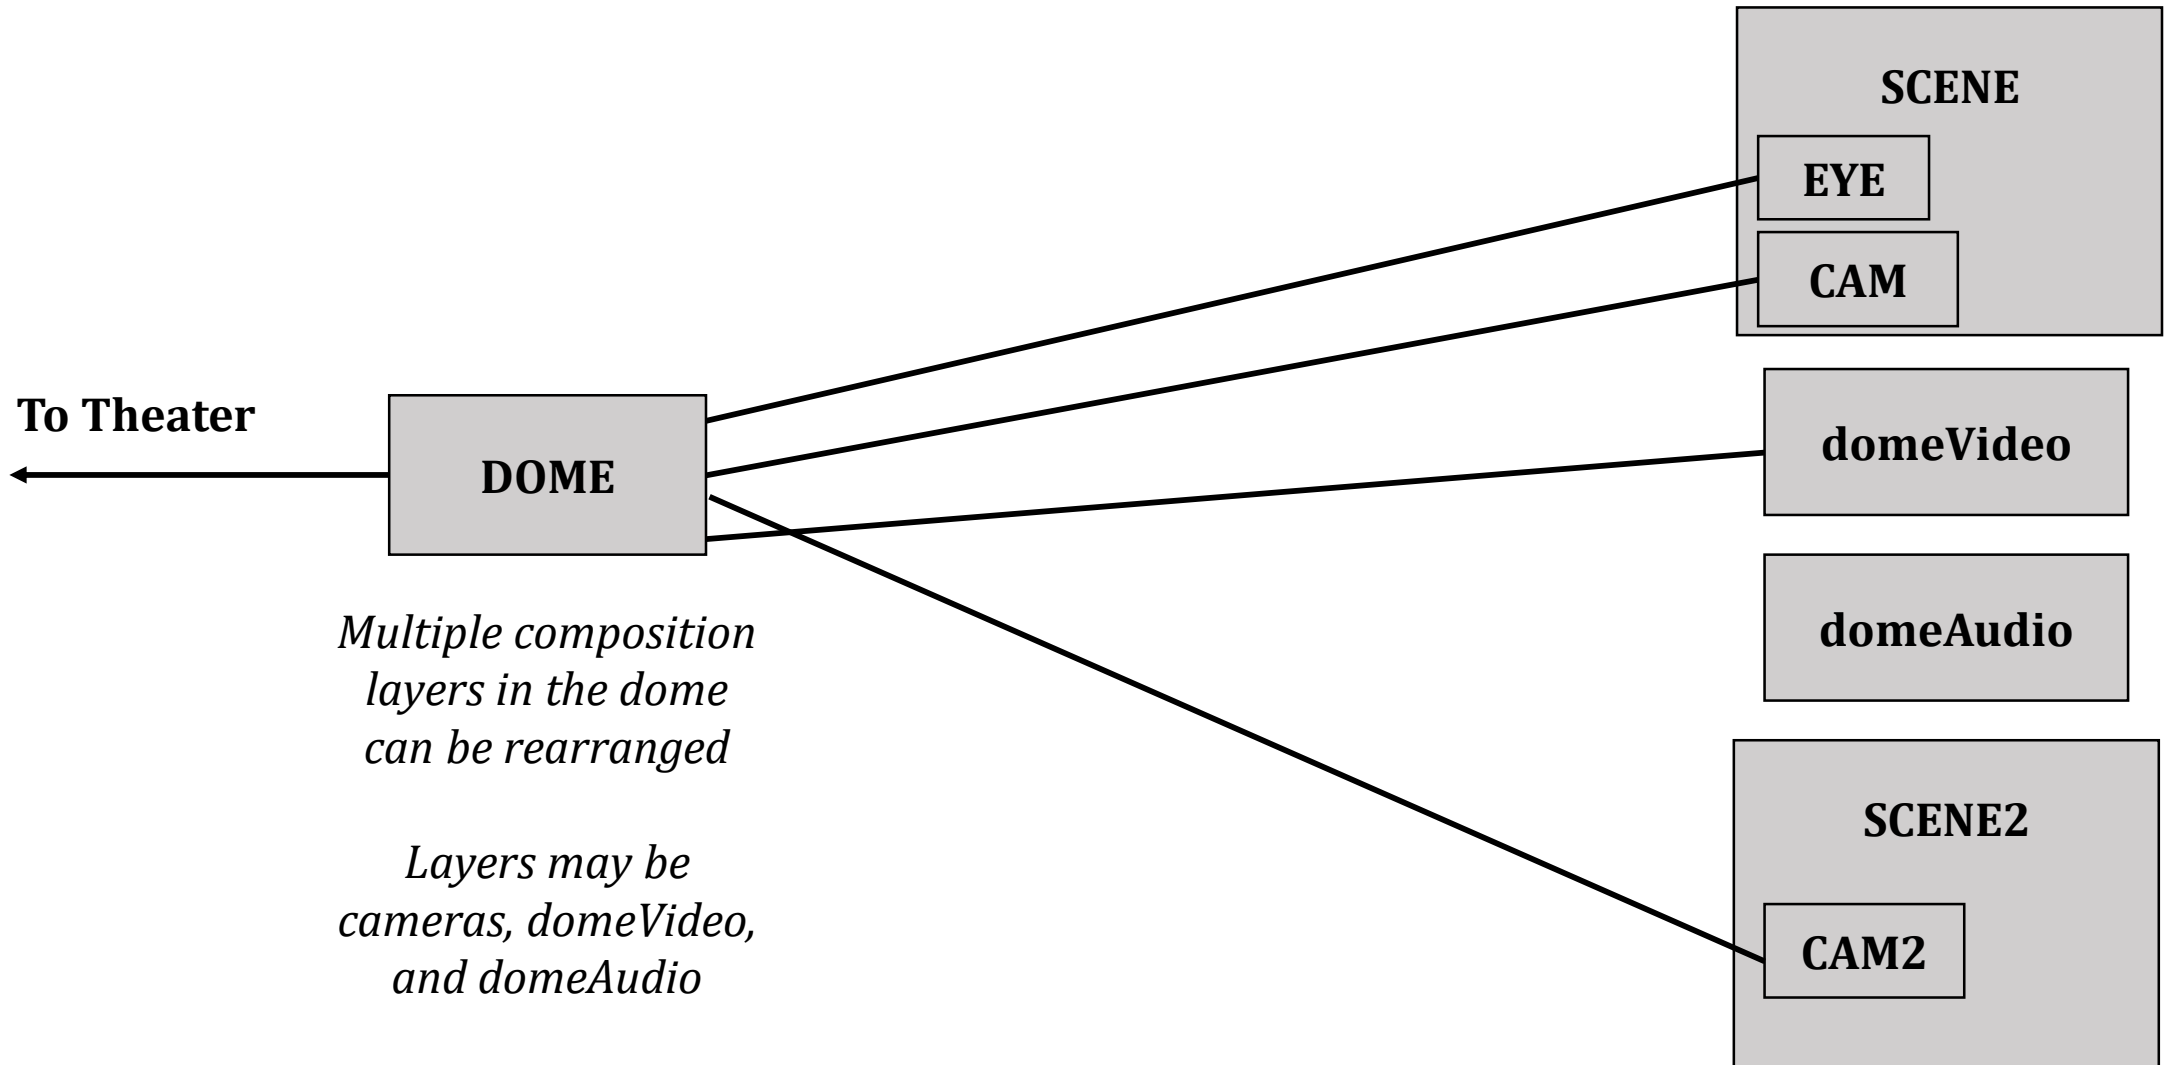 SCENE
EYE
CAM
To Theater
DOME
domeVideo
domeAudio
Multiple composition
layers in the dome
can be rearranged
Layers may be
cameras, domeVideo,
and domeAudio
SCENE2
CAM2